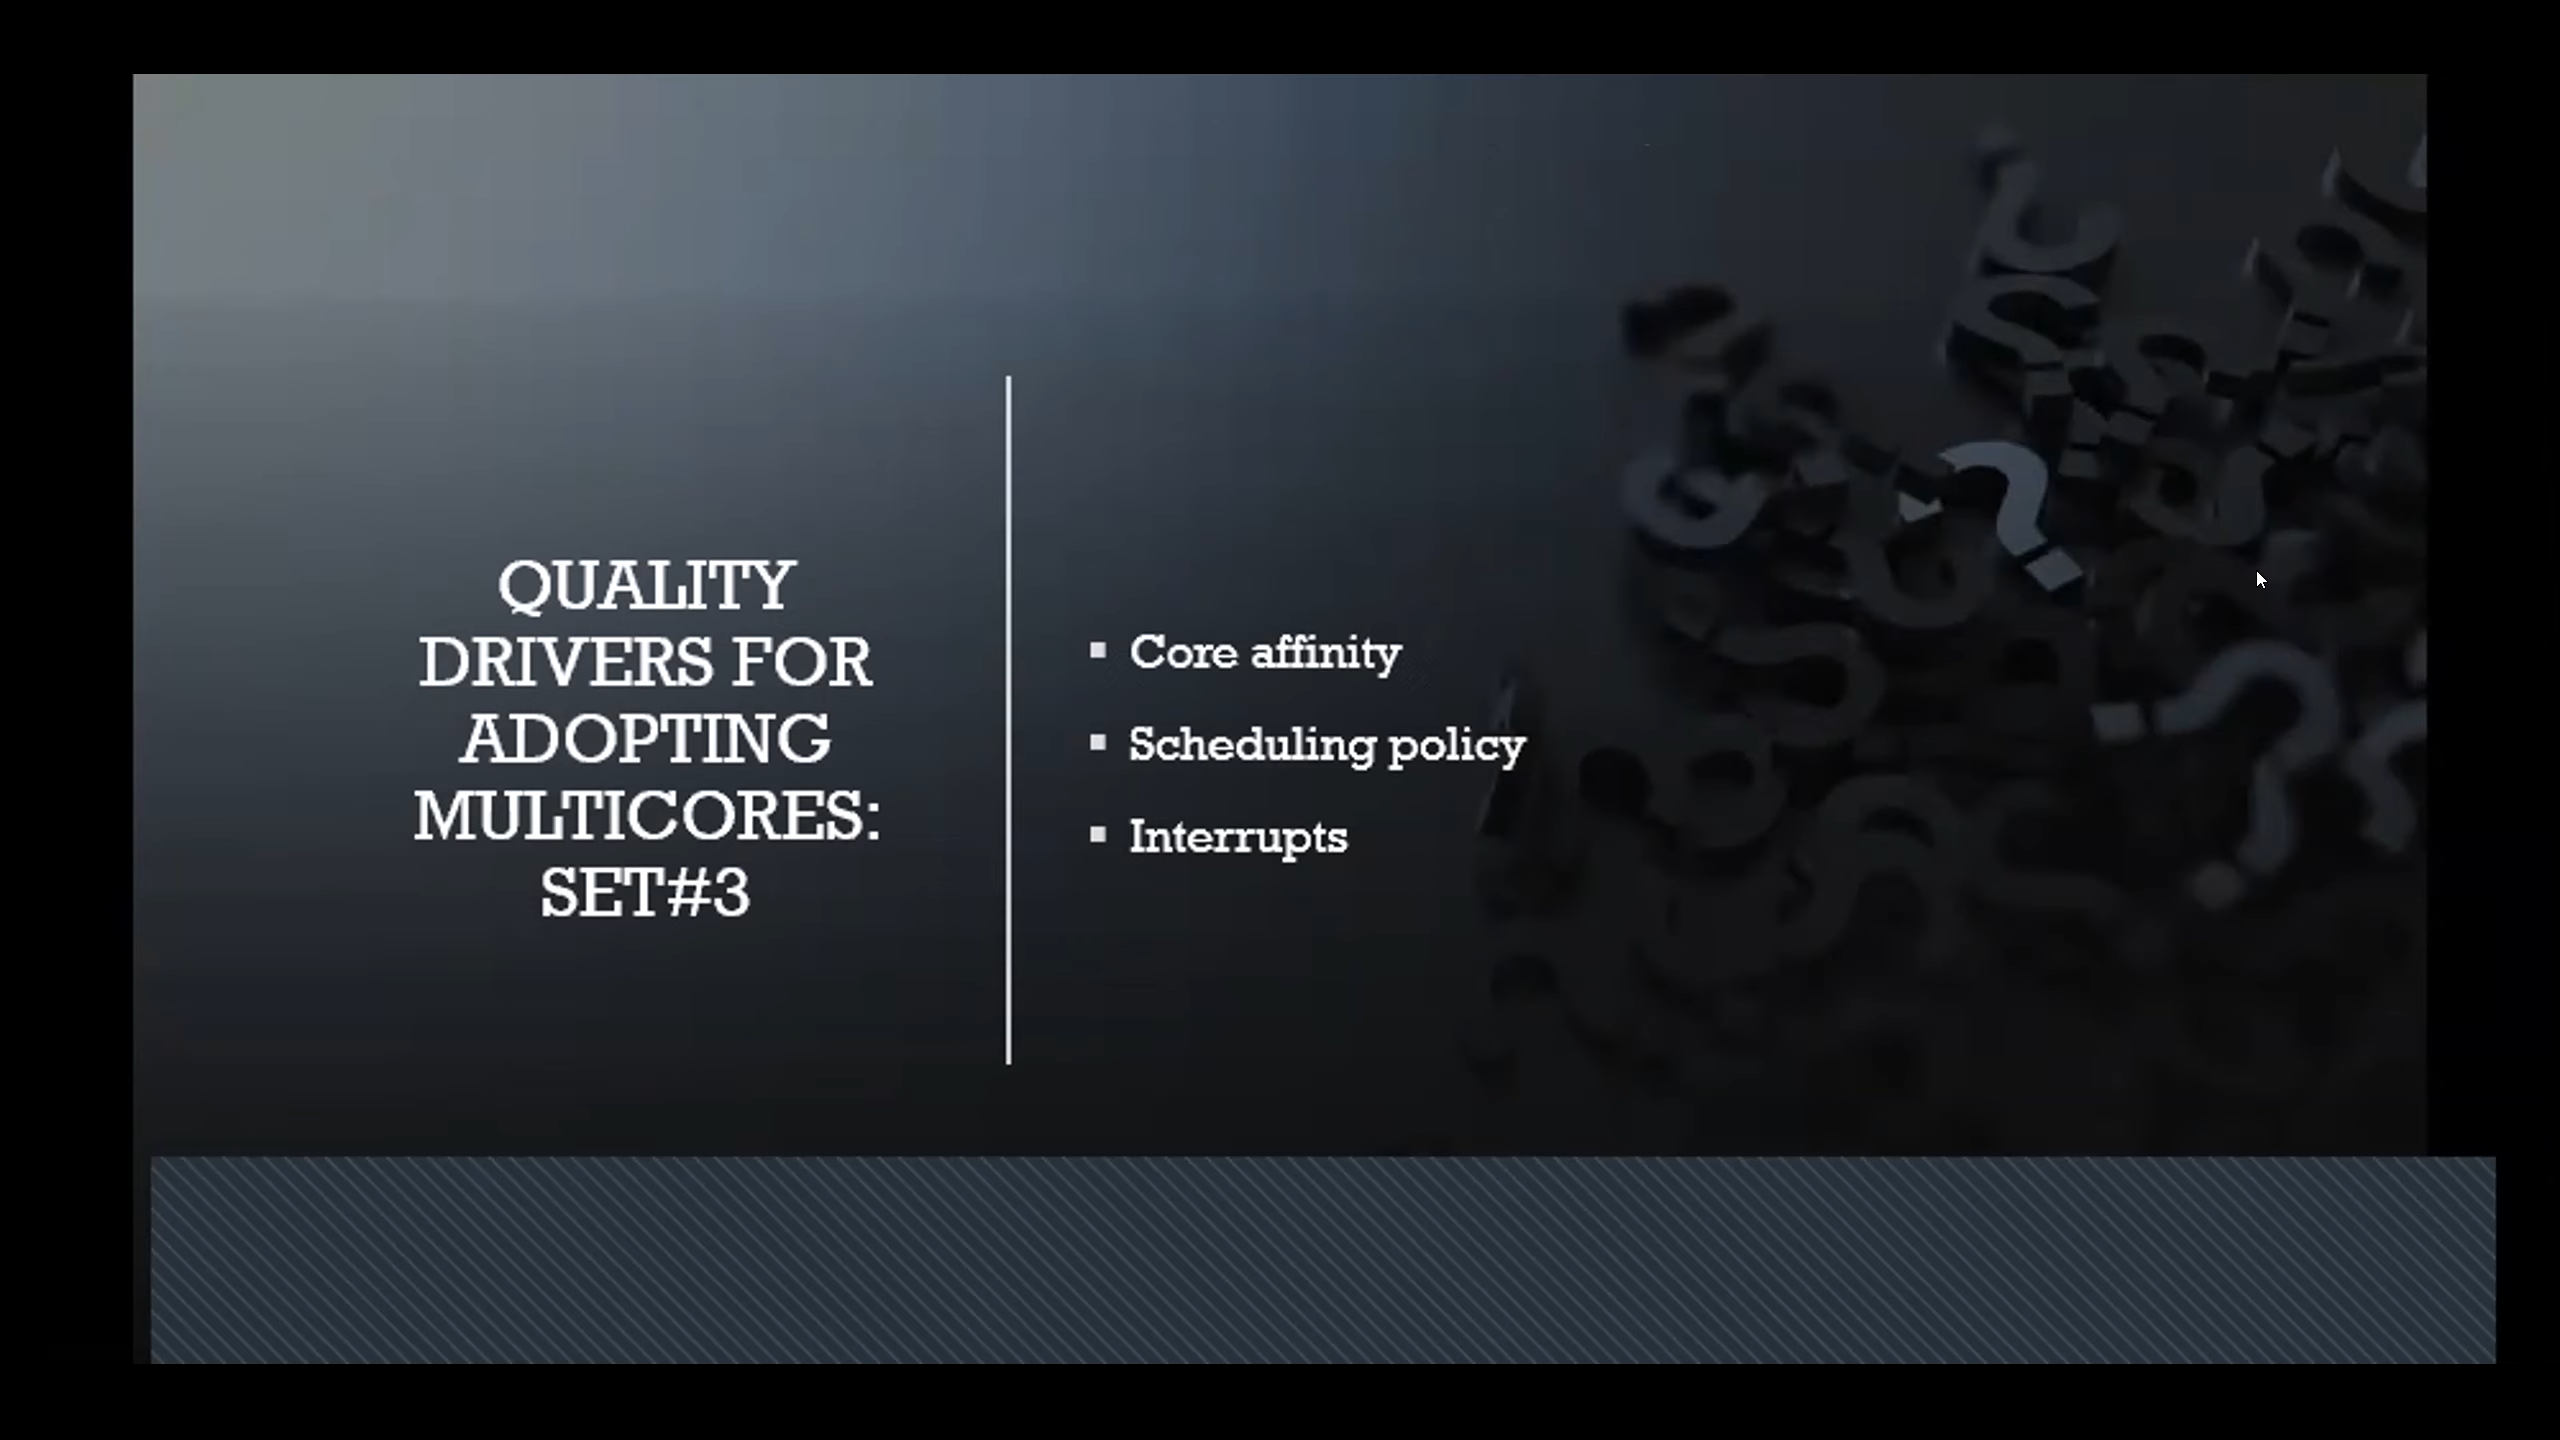 QUALITY
DRIVERS FOR
ADOPTING
MULTICORES:
SET#3
▪ Core affinity
▪ Scheduling policy
▪ Interrupts